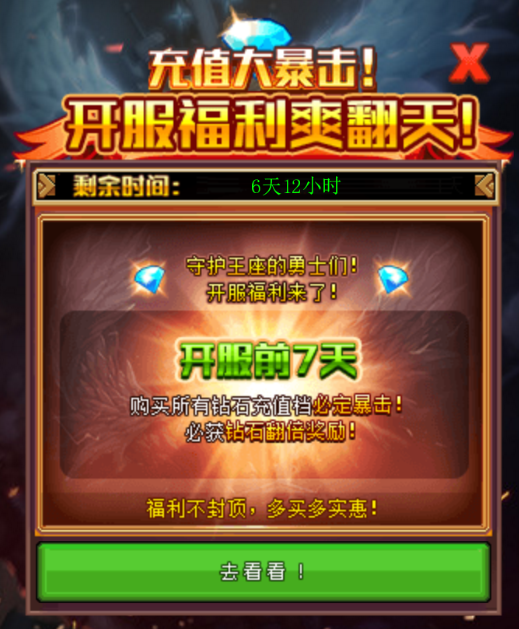 充值大暴击!
开服福利爽翻天!
剩余时间: 6天12小时
守护王座的勇士们!
开服福利来了!
开服前7天
购买所有钻石充值档必定暴击!
必获钻石翻倍奖励!
福利不封顶，多买多实惠!
去看看！